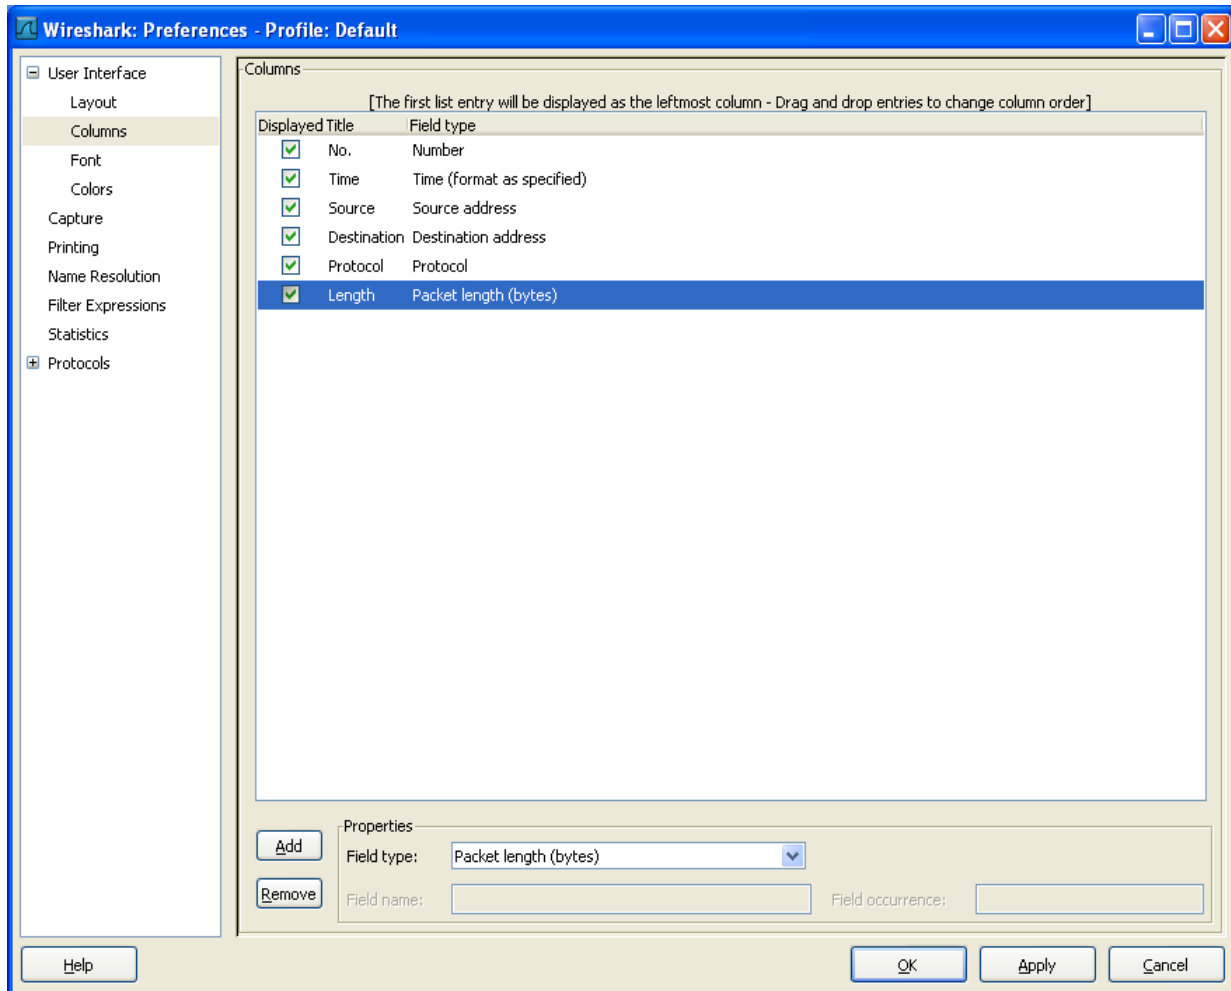 Wireshark: Preferences - Profile: Default
User Interface
Layout
Columns
Font
Colors
Capture
Printing
Name Resolution
Filter Expressions
Statistics
Protocols
Columns
[The first list entry will be displayed as the leftmost column - Drag and drop entries to change column order]
Displayed Title Field type
No. Number
Time Time (format as specified)
Source Source address
Destination Destination address
Protocol Protocol
Length Packet length (bytes)
Add
Remove
Properties
Field type: Packet length (bytes)
Field name: Field occurrence:
Help OK Apply Cancel